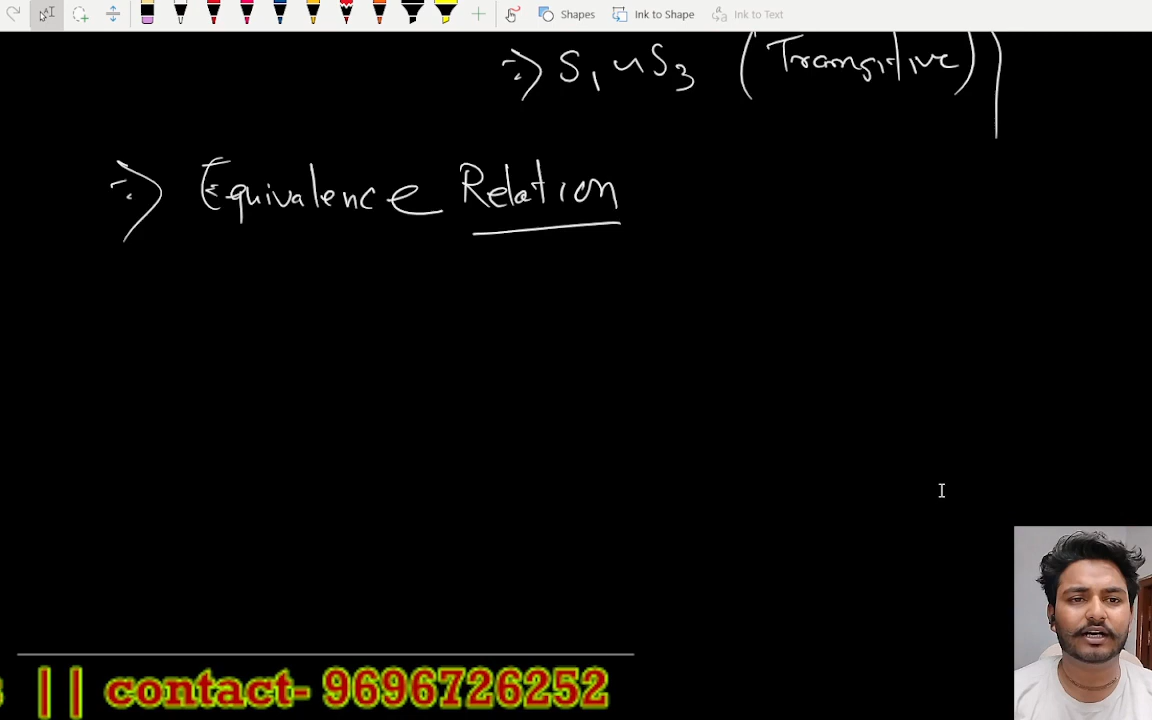 Shapes Ink to Shape Ink to Text
⇒ S₁ ~ S₃ (Transitive)
⇒ Equivalence Relation
s || contact- 9696726252